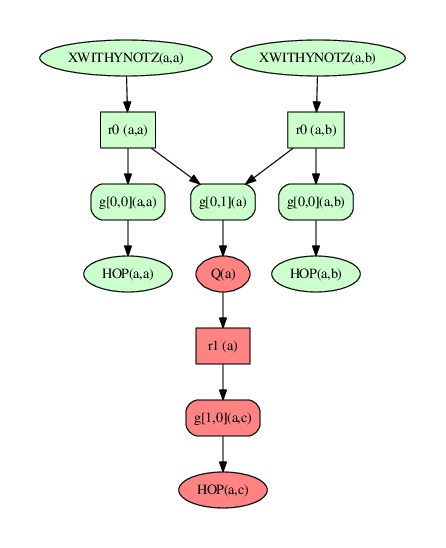 XWITHYNOTZ(a,a)
XWITHYNOTZ(a,b)
r0 (a,a)
r0 (a,b)
g[0,0](a,a)
g[0,1](a)
g[0,0](a,b)
HOP(a,a)
Q(a)
HOP(a,b)
r1 (a)
g[1,0](a,c)
HOP(a,c)